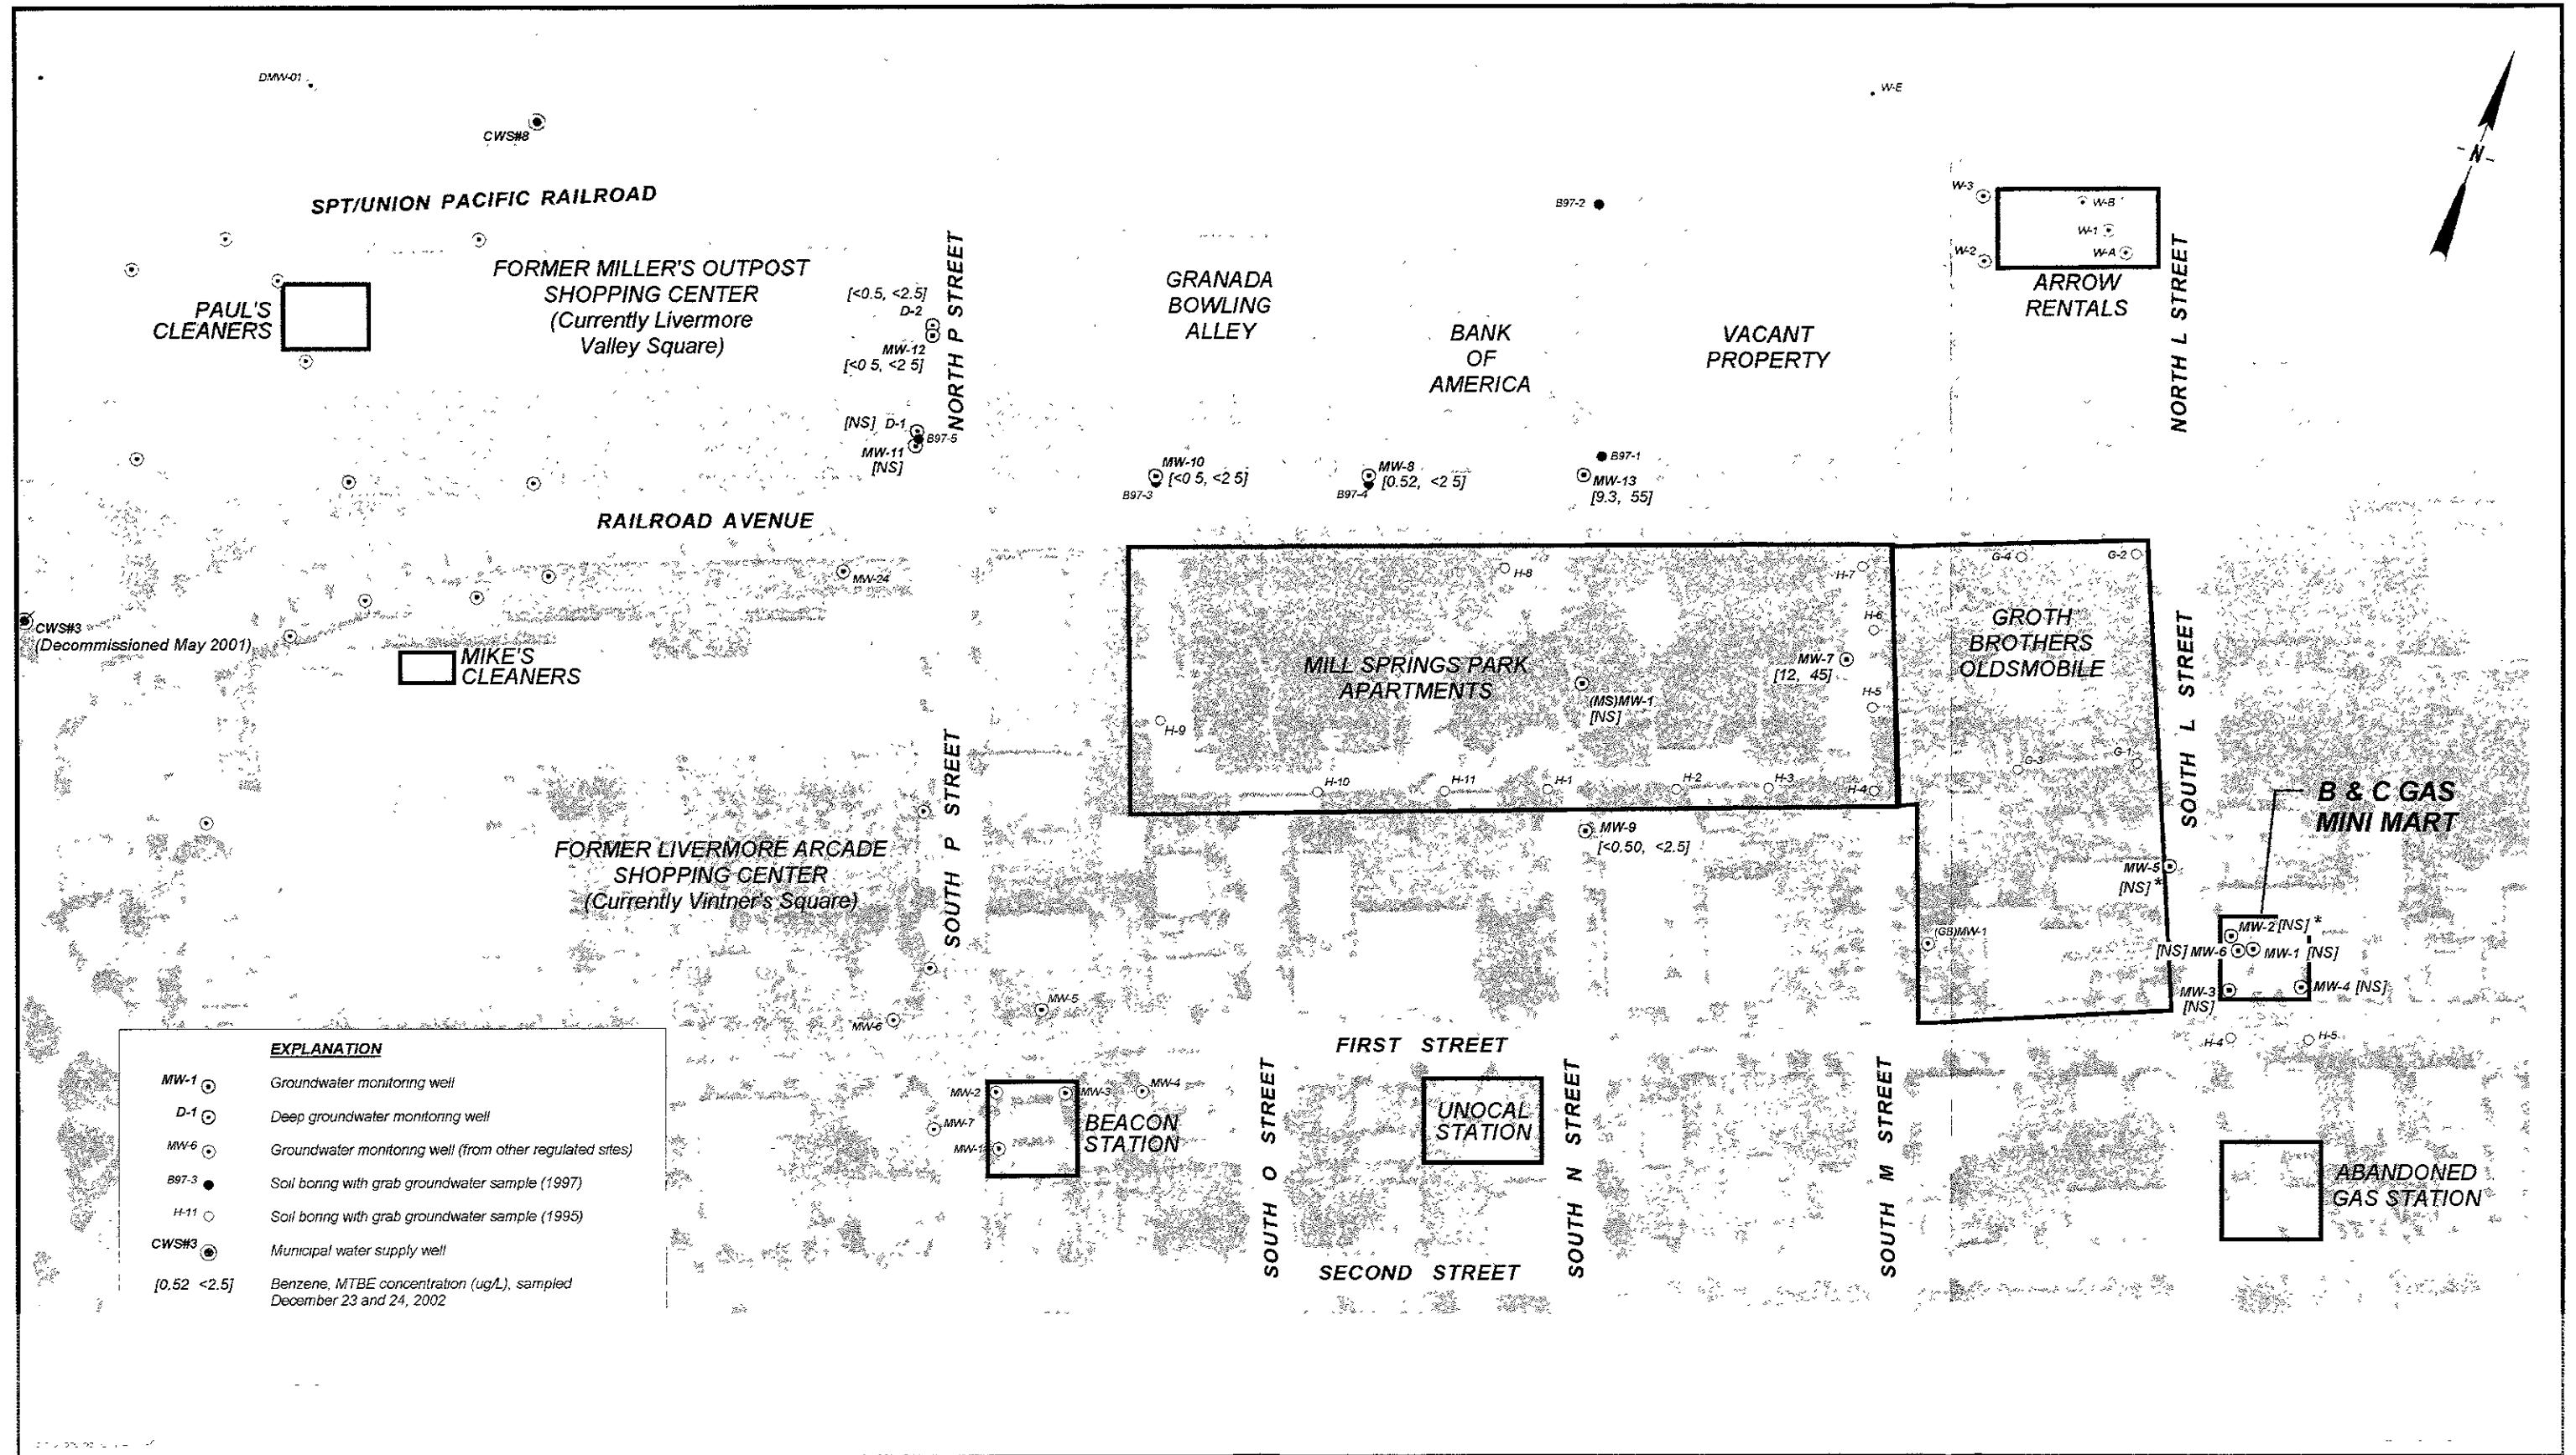 DMW-01
CWS#8
W-E
-N-
SPT/UNION PACIFIC RAILROAD
B97-2
W-3
W-B
W-1
W-2
W-A
ARROW
RENTALS
NORTH L STREET
PAUL'S
CLEANERS
FORMER MILLER'S OUTPOST
SHOPPING CENTER
(Currently Livermore
Valley Square)
[<0.5, <2.5]
D-2
MW-12
[<0 5, <2 5]
NORTH P STREET
GRANADA
BOWLING
ALLEY
BANK
OF
AMERICA
VACANT
PROPERTY
[NS] D-1
B97-5
MW-11
[NS]
MW-10
[<0 5, <2 5]
B97-3
MW-8
[0.52, <2 5]
B97-4
B97-1
MW-13
[9.3, 55]
RAILROAD AVENUE
MW-24
CWS#3
(Decommissioned May 2001)
MIKE'S
CLEANERS
H-8
H-7
H-6
MILL SPRINGS PARK
APARTMENTS
(MS)MW-1
[NS]
MW-7
[12, 45]
H-5
H-9
H-10
H-11
H-1
H-2
H-3
H-4
G-4
G-2
GROTH
BROTHERS
OLDSMOBILE
G-3
G-1
SOUTH L STREET
B & C GAS
MINI MART
MW-9
[<0.50, <2.5]
MW-5
[NS]*
(GB)MW-1
MW-2 [NS]*
[NS] MW-6
MW-1 [NS]
MW-3
[NS]
MW-4 [NS]
H-4
H-5
FORMER LIVERMORE ARCADE
SHOPPING CENTER
(Currently Vintner's Square)
SOUTH P STREET
MW-5
MW-6
FIRST STREET
MW-2
MW-3
MW-4
MW-7
MW-1
BEACON
STATION
SOUTH O STREET
UNOCAL
STATION
SOUTH N STREET
SOUTH M STREET
ABANDONED
GAS STATION
SECOND STREET
EXPLANATION
MW-1 Groundwater monitoring well
D-1 Deep groundwater monitoring well
MW-6 Groundwater monitoring well (from other regulated sites)
B97-3 Soil boring with grab groundwater sample (1997)
H-11 Soil boring with grab groundwater sample (1995)
CWS#3 Municipal water supply well
[0.52 <2.5] Benzene, MTBE concentration (ug/L), sampled
December 23 and 24, 2002